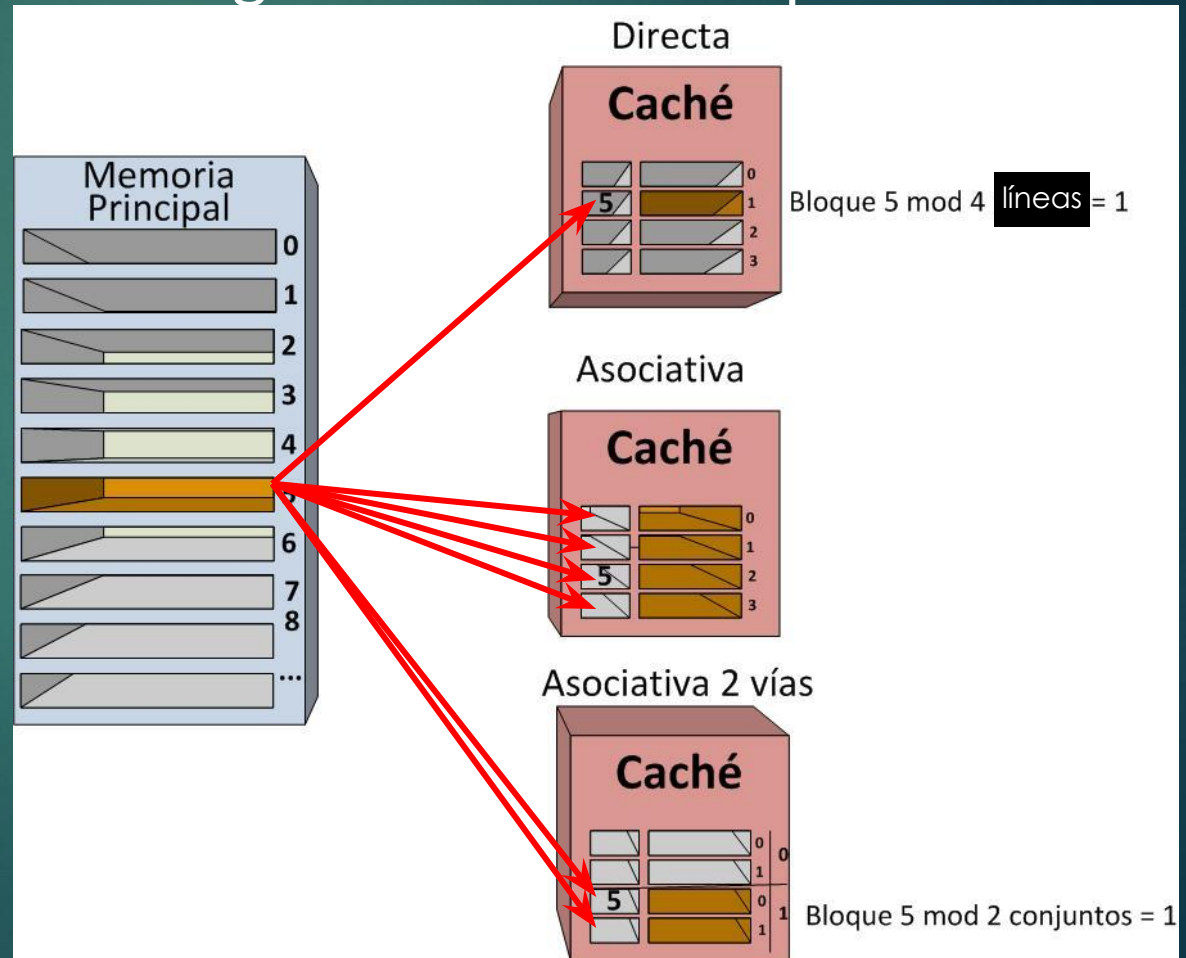 Directa
Caché
0
5 1
2
3
Bloque 5 mod 4 líneas = 1
Memoria
Principal
0
1
2
3
4
5
6
7
8
...
Asociativa
Caché
0
1
5 2
3
Asociativa 2 vías
Caché
0
1
0
5 0
1
1
Bloque 5 mod 2 conjuntos = 1